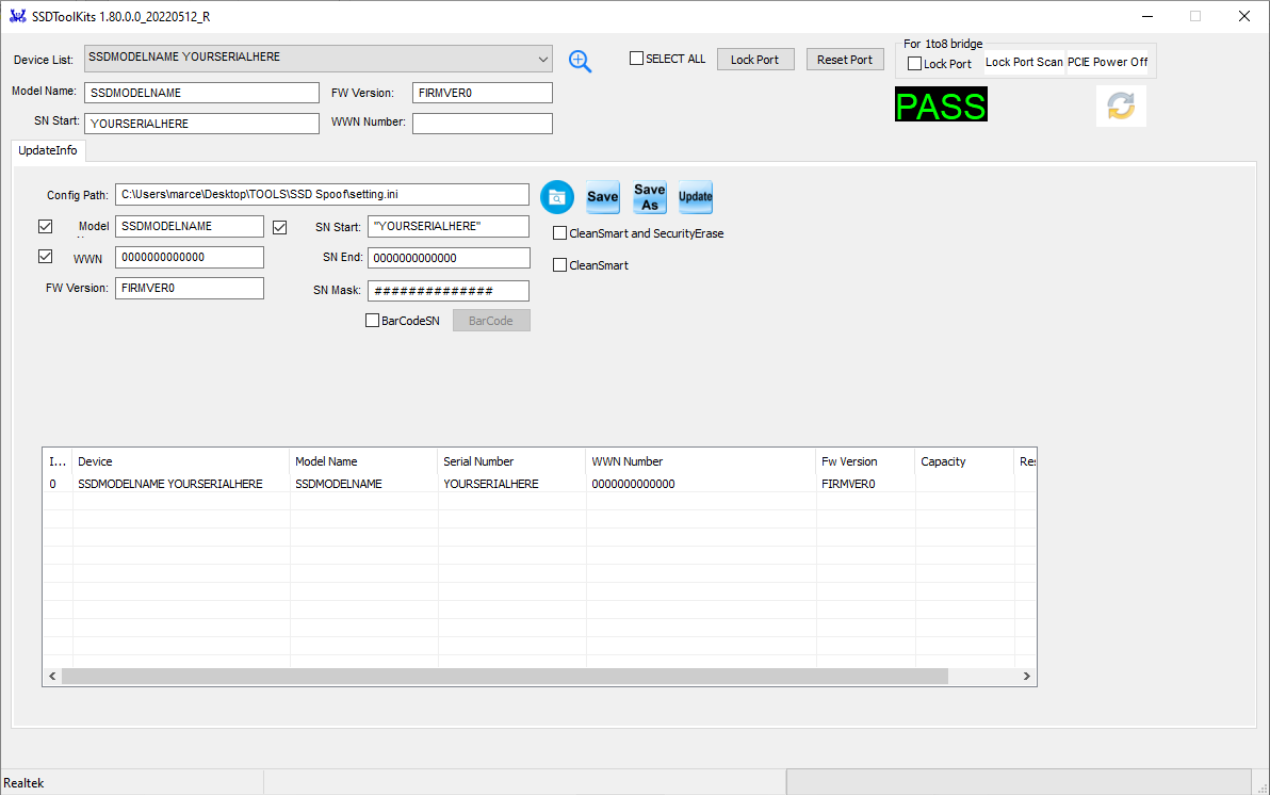 SSDToolKits 1.80.0.0_20220512_R
Device List: SSDMODELNAME YOURSERIALHERE
SELECT ALL Lock Port Reset Port
For 1to8 bridge
Lock Port Lock Port Scan PCIE Power Off
Model Name: SSDMODELNAME FW Version: FIRMVER0
PASS
SN Start: YOURSERIALHERE WWN Number:
UpdateInfo
Config Path: C:\Users\marce\Desktop\TOOLS\SSD Spoof\setting.ini Save Save As Update
Model SSDMODELNAME SN Start: "YOURSERIALHERE"
CleanSmart and SecurityErase
WWN 0000000000000 SN End: 0000000000000
CleanSmart
FW Version: FIRMVER0 SN Mask: ##############
BarCodeSN BarCode
I... Device Model Name Serial Number WWN Number Fw Version Capacity Res
0 SSDMODELNAME YOURSERIALHERE SSDMODELNAME YOURSERIALHERE 0000000000000 FIRMVER0
Realtek